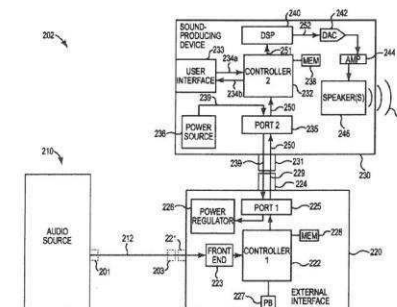 202
SOUND-
PRODUCING
DEVICE
240
252
242
DSP
DAC
233
251
244
234a
USER
INTERFACE
CONTROLLER
2
MEM
AMP
238
234b
232
SPEAKER(S)
239
250
246
236
POWER
SOURCE
PORT 2
235
250
230
210
239
231
229
224
226
PORT 1
225
POWER
REGULATOR
MEM
228
AUDIO
SOURCE
212
221
220
FRONT
END
CONTROLLER
1
222
201
203
223
227
PB
EXTERNAL
INTERFACE